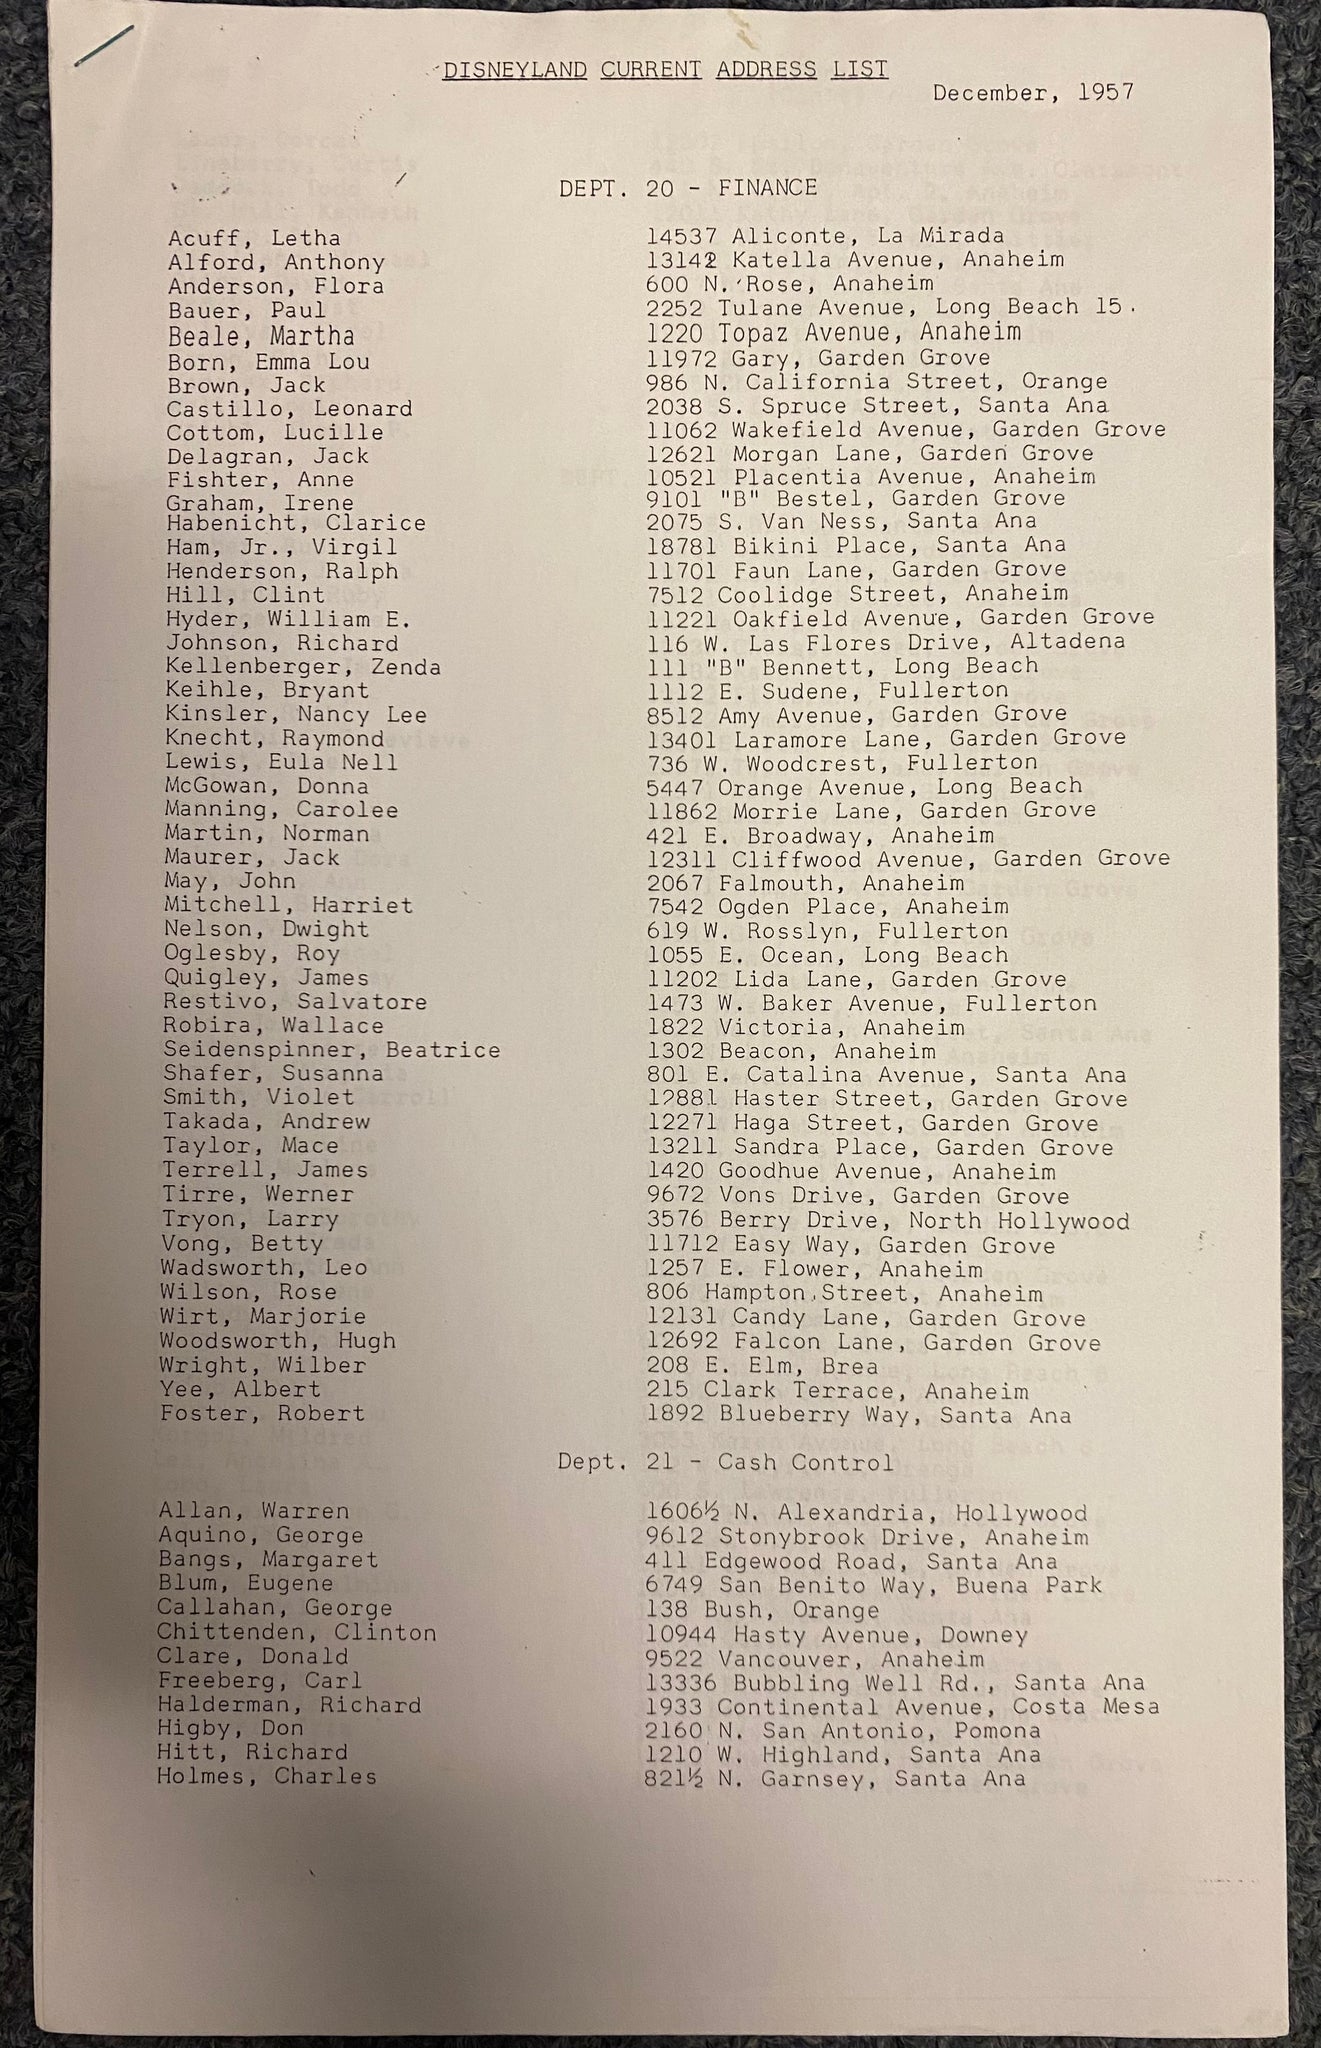 DISNEYLAND CURRENT ADDRESS LIST
December, 1957
DEPT. 20 - FINANCE
Acuff, Letha 14537 Aliconte, La Mirada
Alford, Anthony 13142 Katella Avenue, Anaheim
Anderson, Flora 600 N. Rose, Anaheim
Bauer, Paul 2252 Tulane Avenue, Long Beach 15.
Beale, Martha 1220 Topaz Avenue, Anaheim
Born, Emma Lou 11972 Gary, Garden Grove
Brown, Jack 986 N. California Street, Orange
Castillo, Leonard 2038 S. Spruce Street, Santa Ana
Cottom, Lucille 11062 Wakefield Avenue, Garden Grove
Delagran, Jack 12621 Morgan Lane, Garden Grove
Fishter, Anne 10521 Placentia Avenue, Anaheim
Graham, Irene 9101 "B" Bestel, Garden Grove
Habenicht, Clarice 2075 S. Van Ness, Santa Ana
Ham, Jr., Virgil 18781 Bikini Place, Santa Ana
Henderson, Ralph 11701 Faun Lane, Garden Grove
Hill, Clint 7512 Coolidge Street, Anaheim
Hyder, William E. 11221 Oakfield Avenue, Garden Grove
Johnson, Richard 116 W. Las Flores Drive, Altadena
Kellenberger, Zenda 111 "B" Bennett, Long Beach
Keihle, Bryant 1112 E. Sudene, Fullerton
Kinsler, Nancy Lee 8512 Amy Avenue, Garden Grove
Knecht, Raymond 13401 Laramore Lane, Garden Grove
Lewis, Eula Nell 736 W. Woodcrest, Fullerton
McGowan, Donna 5447 Orange Avenue, Long Beach
Manning, Carolee 11862 Morrie Lane, Garden Grove
Martin, Norman 421 E. Broadway, Anaheim
Maurer, Jack 12311 Cliffwood Avenue, Garden Grove
May, John 2067 Falmouth, Anaheim
Mitchell, Harriet 7542 Ogden Place, Anaheim
Nelson, Dwight 619 W. Rosslyn, Fullerton
Oglesby, Roy 1055 E. Ocean, Long Beach
Quigley, James 11202 Lida Lane, Garden Grove
Restivo, Salvatore 1473 W. Baker Avenue, Fullerton
Robira, Wallace 1822 Victoria, Anaheim
Seidenspinner, Beatrice 1302 Beacon, Anaheim
Shafer, Susanna 801 E. Catalina Avenue, Santa Ana
Smith, Violet 12881 Haster Street, Garden Grove
Takada, Andrew 12271 Haga Street, Garden Grove
Taylor, Mace 13211 Sandra Place, Garden Grove
Terrell, James 1420 Goodhue Avenue, Anaheim
Tirre, Werner 9672 Vons Drive, Garden Grove
Tryon, Larry 3576 Berry Drive, North Hollywood
Vong, Betty 11712 Easy Way, Garden Grove
Wadsworth, Leo 1257 E. Flower, Anaheim
Wilson, Rose 806 Hampton Street, Anaheim
Wirt, Marjorie 12131 Candy Lane, Garden Grove
Woodsworth, Hugh 12692 Falcon Lane, Garden Grove
Wright, Wilber 208 E. Elm, Brea
Yee, Albert 215 Clark Terrace, Anaheim
Foster, Robert 1892 Blueberry Way, Santa Ana
Dept. 21 - Cash Control
Allan, Warren 1606½ N. Alexandria, Hollywood
Aquino, George 9612 Stonybrook Drive, Anaheim
Bangs, Margaret 411 Edgewood Road, Santa Ana
Blum, Eugene 6749 San Benito Way, Buena Park
Callahan, George 138 Bush, Orange
Chittenden, Clinton 10944 Hasty Avenue, Downey
Clare, Donald 9522 Vancouver, Anaheim
Freeberg, Carl 13336 Bubbling Well Rd., Santa Ana
Halderman, Richard 1933 Continental Avenue, Costa Mesa
Higby, Don 2160 N. San Antonio, Pomona
Hitt, Richard 1210 W. Highland, Santa Ana
Holmes, Charles 821½ N. Garnsey, Santa Ana